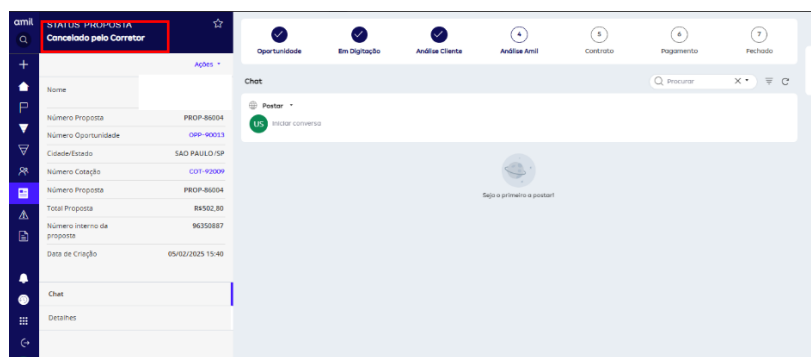 amil
STATUS PROPOSTA
Cancelado pelo Corretor
Ações
Nome
Número Proposta PROP-86004
Número Oportunidade OPP-90013
Cidade/Estado SAO PAULO/SP
Número Cotação COT-92009
Número Proposta PROP-86004
Total Proposta R$502,80
Número interno da proposta 96350887
Data de Criação 05/02/2025 15:40
Chat
Detalhes
Oportunidade
Em Digitação
Análise Cliente
4
Análise Amil
5
Contrato
6
Pagamento
7
Fechado
Chat
Procurar
Postar
US
Iniciar conversa
Seja o primeiro a postar!